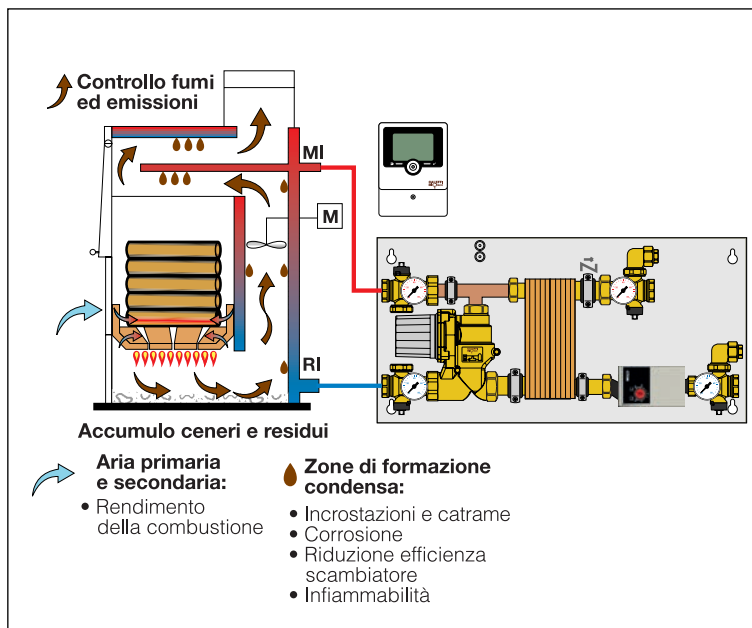 Controllo fumi
ed emissioni
MI
M
RI
Accumulo ceneri e residui
Aria primaria
e secondaria:
• Rendimento
della combustione
Zone di formazione
condensa:
• Incrostazioni e catrame
• Corrosione
• Riduzione efficienza
scambiatore
• Infiammabilità